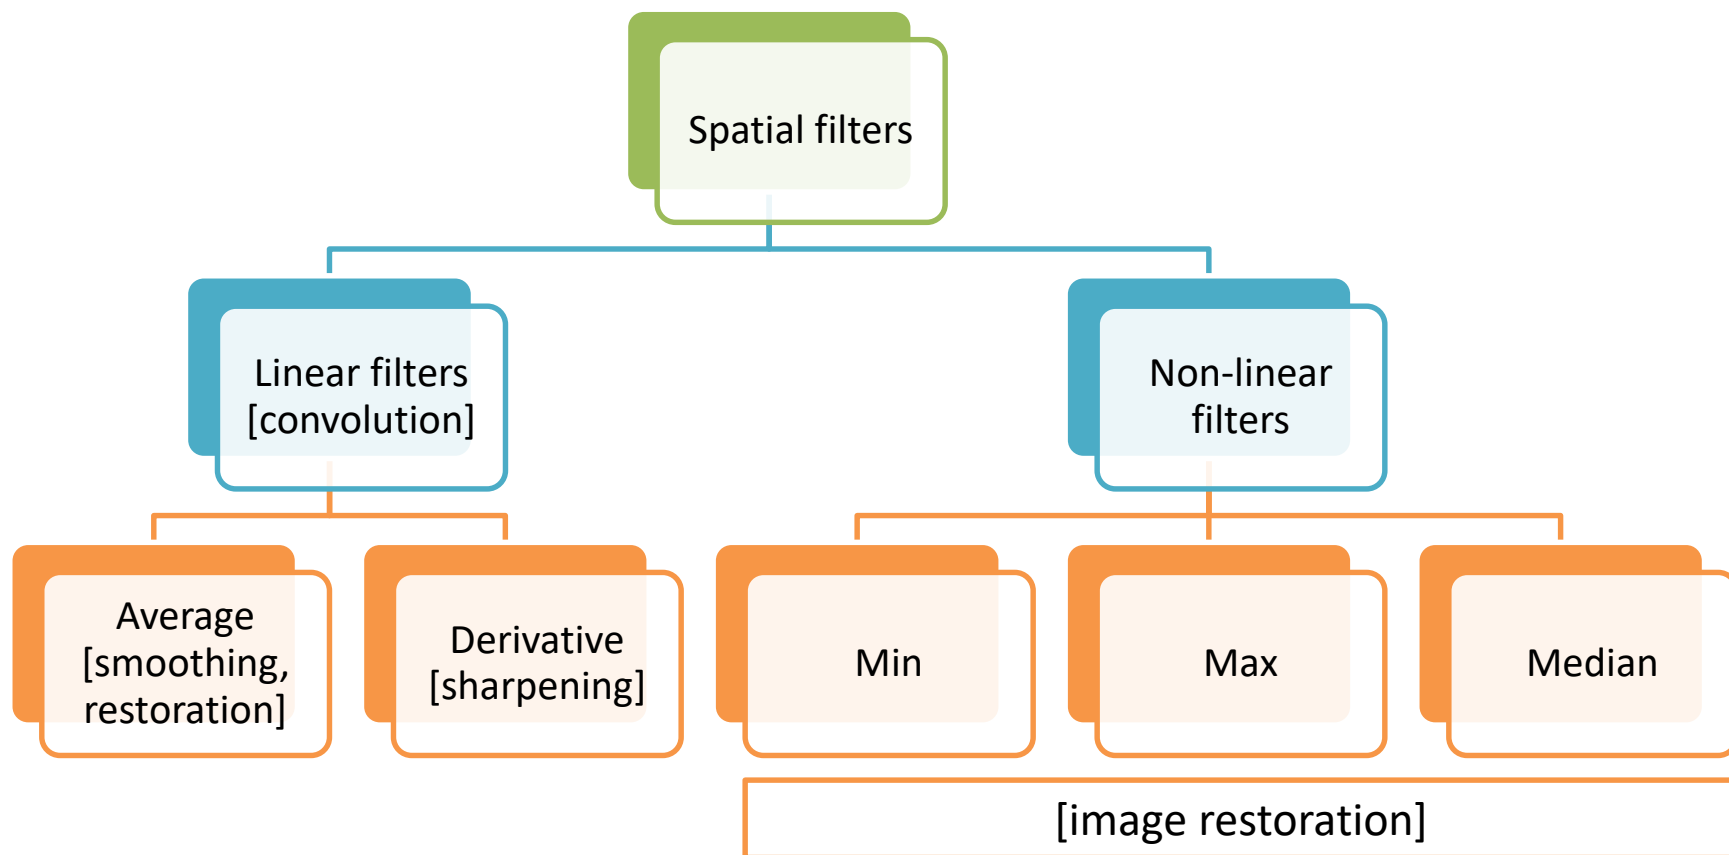 Spatial filters
Linear filters
[convolution]
Non-linear
filters
Average
[smoothing,
restoration]
Derivative
[sharpening]
Min
Max
Median
[image restoration]